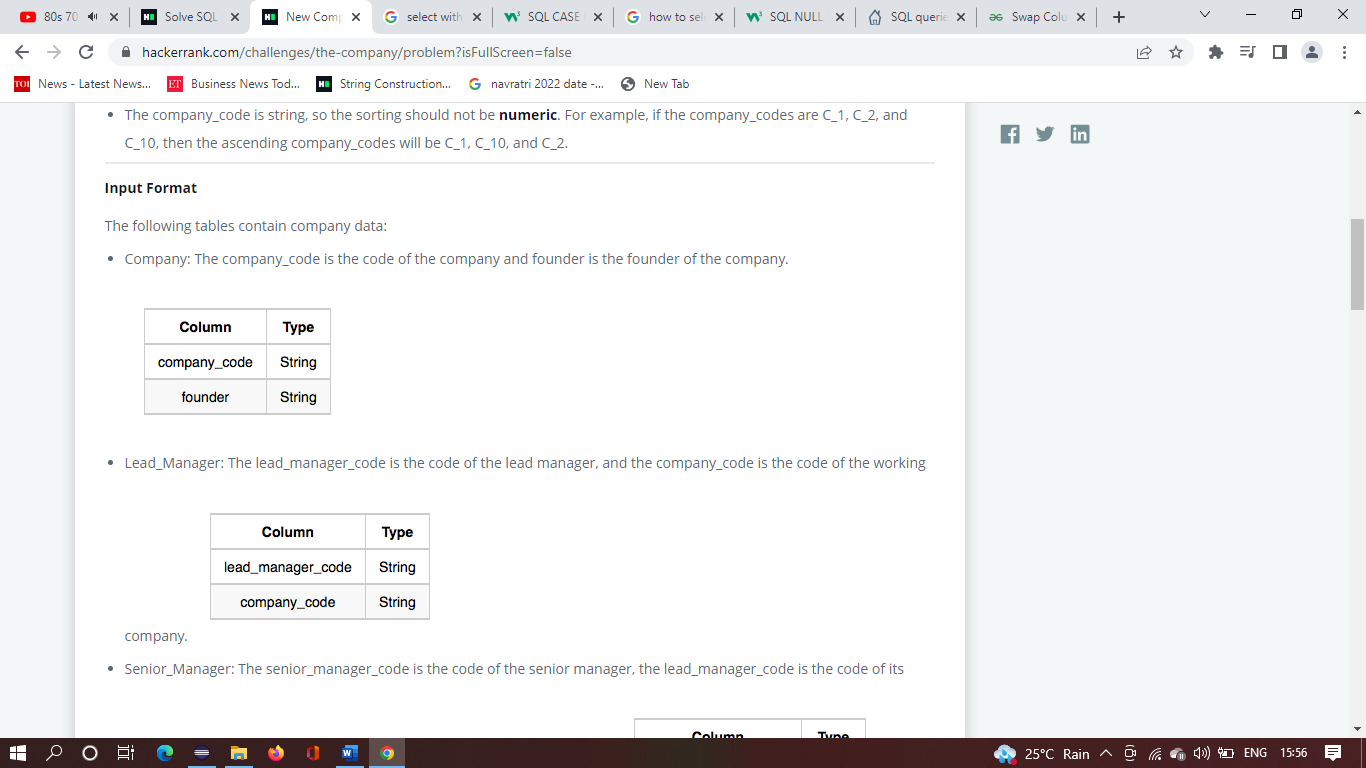 80s 70
Solve SQL
New Comp
select with
SQL CASE
how to sel
SQL NULL
SQL querie
Swap Colu
hackerrank.com/challenges/the-company/problem?isFullScreen=false
TOI News - Latest News...
ET Business News Tod...
String Construction...
navratri 2022 date -...
New Tab
• The company_code is string, so the sorting should not be numeric. For example, if the company_codes are C_1, C_2, and
C_10, then the ascending company_codes will be C_1, C_10, and C_2.
Input Format
The following tables contain company data:
• Company: The company_code is the code of the company and founder is the founder of the company.
Column Type
company_code String
founder String
• Lead_Manager: The lead_manager_code is the code of the lead manager, and the company_code is the code of the working
Column Type
lead_manager_code String
company_code String
company.
• Senior_Manager: The senior_manager_code is the code of the senior manager, the lead_manager_code is the code of its
Column Type
25°C Rain
ENG
15:56